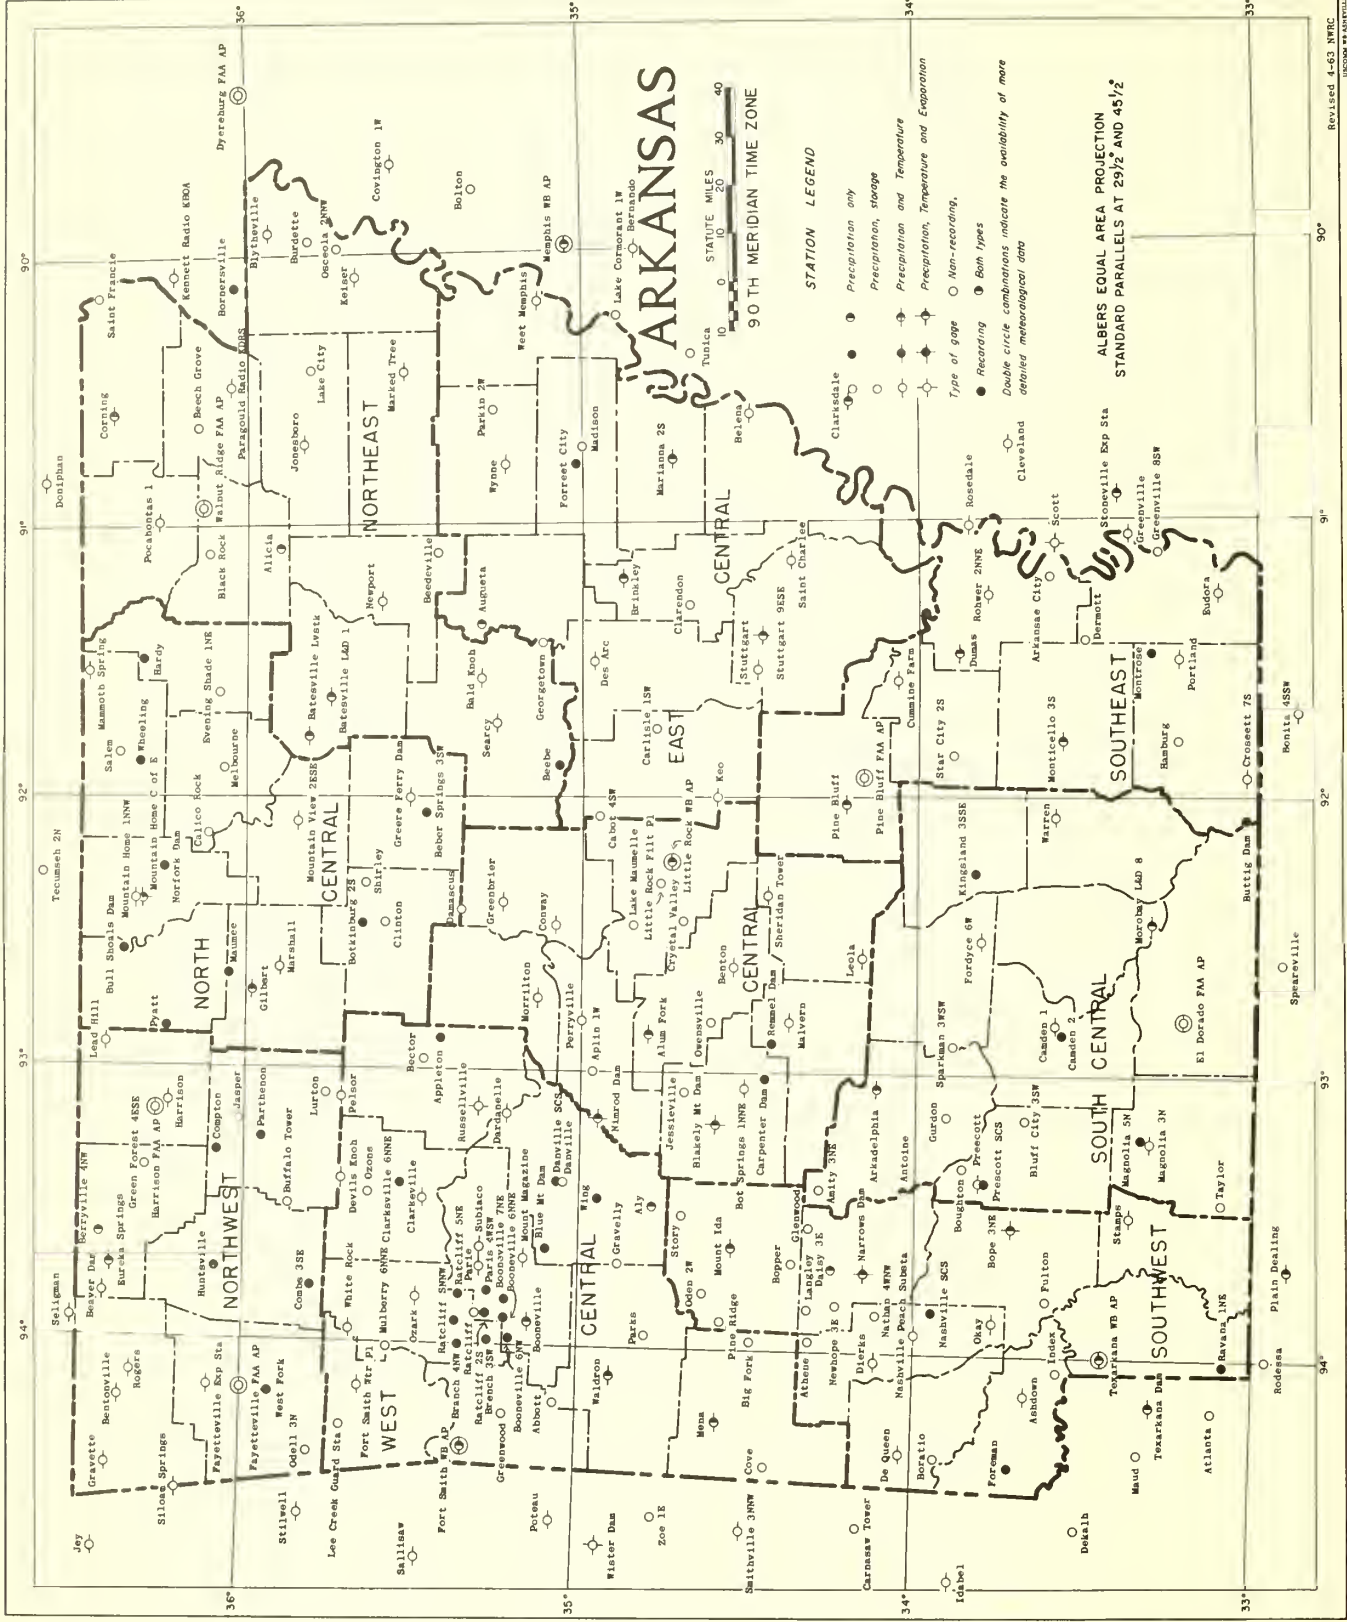 ARKANSAS
STATUTE MILES
10 0 10 20 30 40
90 TH MERIDIAN TIME ZONE
STATION LEGEND
Precipitation only
Precipitation, storage
Precipitation and Temperature
Precipitation, Temperature and Evaporation
Type of gage
Non-recording,
Recording
Both types
Double circle combinations indicate the availability of more
detailed meteorological data
ALBERS EQUAL AREA PROJECTION
STANDARD PARALLELS AT 29½° AND 45½°
Revised 4-63 NWRC
94°
93°
92°
91°
90°
36°
35°
34°
33°
NORTHWEST
NORTH
CENTRAL
NORTHEAST
WEST
CENTRAL
CENTRAL
EAST
CENTRAL
SOUTHWEST
SOUTH CENTRAL
SOUTHEAST
Jey
Seligman
Tecumseh 2N
Doniphan
Gravette
Bentonville
Rogers
Siloam Springs
Beaver Dam
Eureka Springs
Berryville 4NW
Green Forest 4ESE
Harrison FAA AP
Harrison
Lead Hill
Bull Shoals Dam
Pyatt
Mountain Home 1NNW
Mountain Home C of E
Norfork Dam
Calico Rock
Salem
Wheeling
Mammoth Spring
Hardy
Evening Shade 1NE
Melbourne
Pocahontas 1
Black Rock
Walnut Ridge FAA AP
Alicia
Corning
Beech Grove
Paragould Radio KDRS
Saint Francis
Kennett Radio KBOA
Bornersville
Blytheville
Burdette
Osceola 2NNW
Keiser
Dyersburg FAA AP
Covington 1W
Bolton
Memphis WB AP
West Memphis
Lake Cormorant 1W
Bernando
Tunica
Clarksdale
Cleveland
Fayetteville Exp Sta
Fayetteville FAA AP
West Fork
Odell 3N
Huntsville
Combs 3SE
Compton
Jasper
Parthenon
Buffalo Tower
Lurton
Pelsor
Devils Knob
Ozone
Maumee
Gilbert
Marshall
Botkinburg 2S
Clinton
Shirley
Mountain View 2ESE
Batesville Lvstk
Batesville L&D 1
Newport
Beedeville
Jonesboro
Lake City
Marked Tree
Stilwell
Lee Creek Guard Sta
Sallisaw
Fort Smith Wtr Pl
White Rock
Mulberry 6NNE
Ozark
Clarksville 6NNE
Clarksville
Fort Smith WB AP
Branch 4NW
Ratcliff 5NNW
Ratcliff 5NE
Ratcliff
Ratcliff 2S
Branch 3SW
Paris
Paris 4WSW
Subiaco
Booneville 7NE
Booneville 6NNE
Booneville 6NW
Booneville
Mount Magazine
Blue Mt Dam
Greenwood
Abbott
Russellville
Dardanelle
Danville SCS
Danville
Appleton
Hector
Morrilton
Perryville
Aplin 1W
Nimrod Dam
Damascus
Greenbrier
Conway
Greers Ferry Dam
Heber Springs 3SW
Beebe
Cabot 4SW
Bald Knob
Searcy
Georgetown
Augusta
Des Arc
Wynne
Parkin 2W
Forrest City
Madison
Marianna 2S
Helena
Brinkley
Clarendon
Stuttgart
Stuttgart 9ESE
Saint Charles
Carlisle 1SW
Keo
Poteau
Wister Dam
Zoe 1E
Smithville 3NNW
Carnasaw Tower
Idabel
Waldron
Parks
Wing
Gravelly
Aly
Story
Mena
Cove
Oden 2W
Pine Ridge
Big Fork
Mount Ida
Jessieville
Blakely Mt Dam
Hot Springs 1NNE
Carpenter Dam
Owensville
Alum Fork
Lake Maumelle
Little Rock Filt Pl
Crystal Valley
Little Rock WB AP
Benton
Sheridan Tower
Remmel Dam
Malvern
Leola
Pine Bluff
Pine Bluff FAA AP
Cummins Farm
Hopper
Glenwood
Langley
Daisy 3E
Amity 3NE
Narrows Dam
Athens
Newhope 3E
Dierks
Nathan 4WNW
Nashville Peach Substa
Nashville SCS
De Queen
Horatio
Foreman
Ashdown
Okay
Index
Fulton
Hope 3NE
Arkadelphia
Antoine
Gurdon
Prescott
Prescott SCS
Boughton
Bluff City 3SW
Sparkman 3WSW
Fordyce 6W
Kingsland 3SSE
Camden 1
Camden 2
Warren
Star City 2S
Monticello 3S
Dumas
Rohwer 2NNE
Rosedale
Scott
Arkansas City
Dermott
Stoneville Exp Sta
Greenville
Greenville 8SW
Montrose
Portland
Hamburg
Eudora
Crossett 7S
Bonita 4SSW
Huttig Dam
Morobay L&D 8
El Dorado FAA AP
Spearsville
Magnolia 5N
Magnolia 3N
Stamps
Taylor
Texarkana WB AP
Texarkana Dam
Ravana 1NE
Plain Dealing
Rodessa
Atlanta
Maud
Dekalb